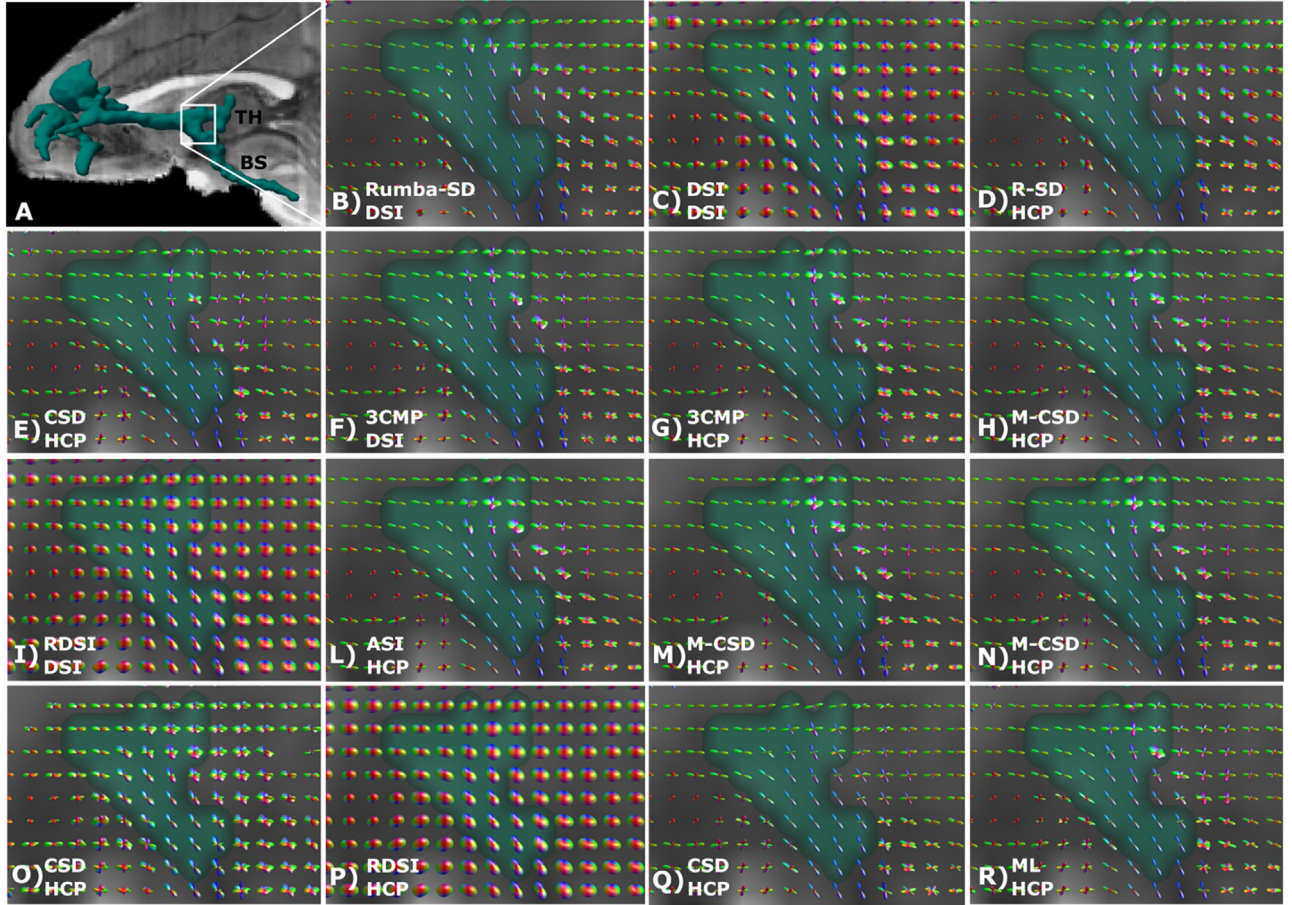 TH
BS
A
B) Rumba-SD
DSI
C) DSI
DSI
D) R-SD
HCP
E) CSD
HCP
F) 3CMP
DSI
G) 3CMP
HCP
H) M-CSD
HCP
I) RDSI
DSI
L) ASI
HCP
M) M-CSD
HCP
N) M-CSD
HCP
O) CSD
HCP
P) RDSI
HCP
Q) CSD
HCP
R) ML
HCP